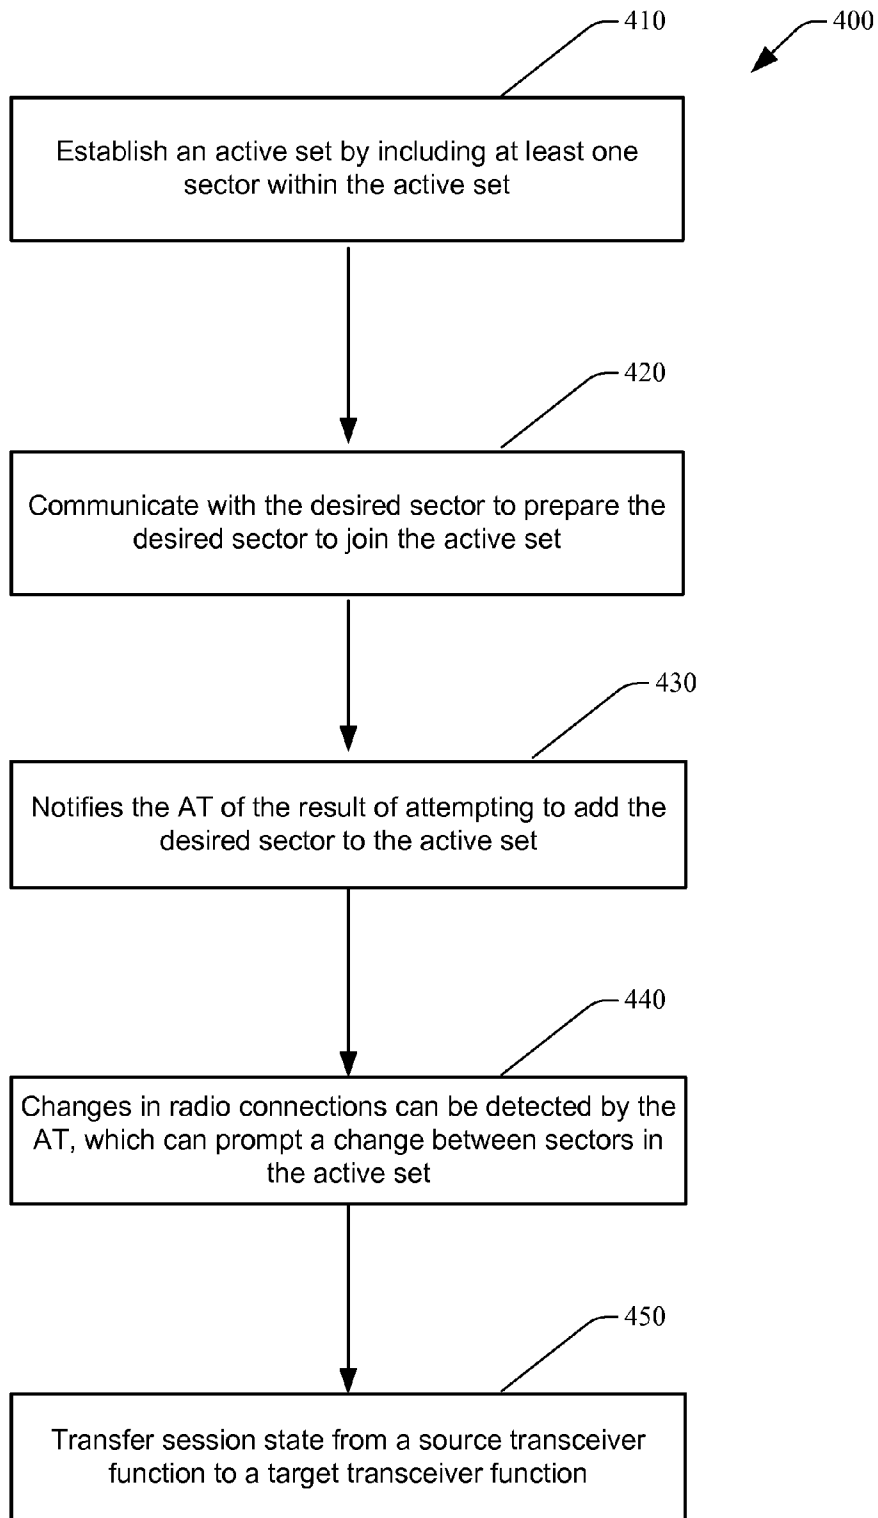 410
400
Establish an active set by including at least one
sector within the active set
420
Communicate with the desired sector to prepare the
desired sector to join the active set
430
Notifies the AT of the result of attempting to add the
desired sector to the active set
440
Changes in radio connections can be detected by the
AT, which can prompt a change between sectors in
the active set
450
Transfer session state from a source transceiver
function to a target transceiver function